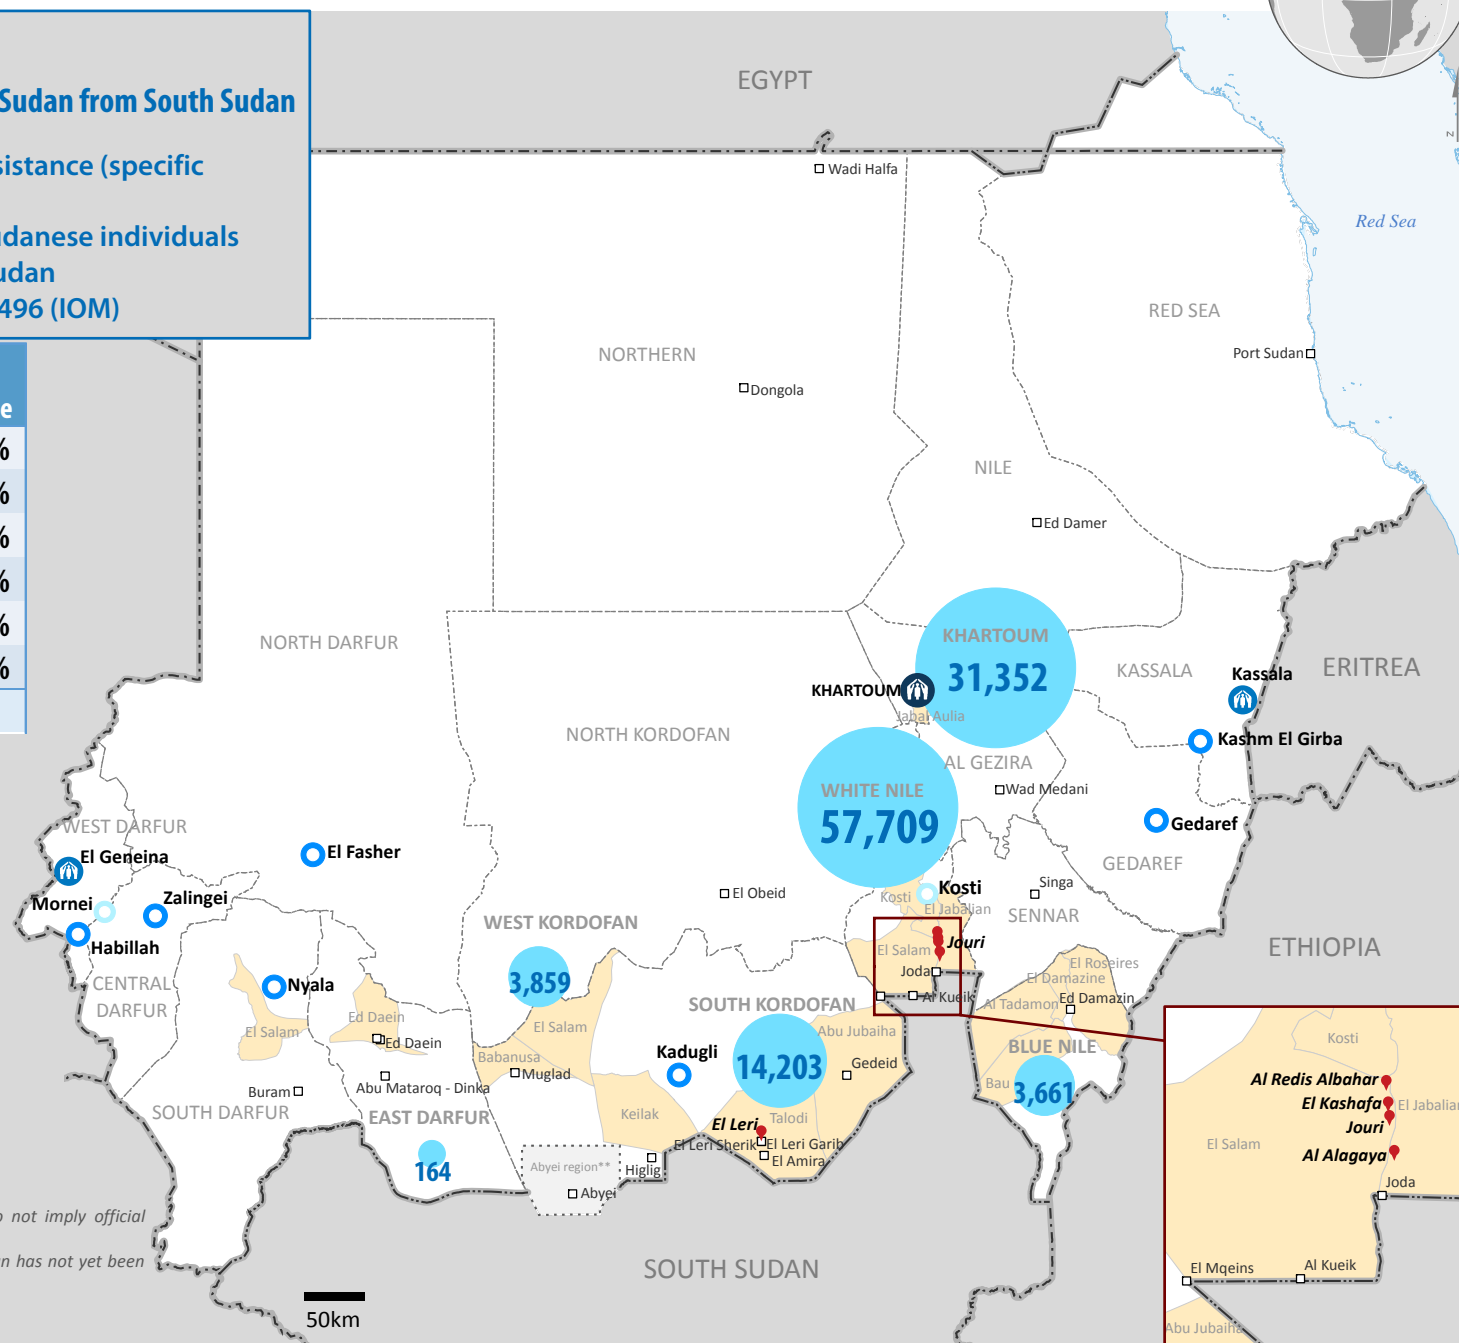 Sudan from South Sudan
sistance (specific
udanese individuals
udan
496 (IOM)
e
%
%
%
%
%
%
EGYPT
Wadi Halfa
Red Sea
RED SEA
NORTHERN
Port Sudan
Dongola
NILE
Ed Damer
KHARTOUM
31,352
NORTH DARFUR
KASSALA
Kassala
ERITREA
KHARTOUM
Jabal Aulia
NORTH KORDOFAN
Kashm El Girba
AL GEZIRA
WHITE NILE
57,709
Wad Medani
WEST DARFUR
Gedaref
El Geneina
El Fasher
GEDAREF
Mornei
Zalingei
El Obeid
Kosti
Kosti
Singa
El Jabalian
SENNAR
WEST KORDOFAN
Habillah
El Salam
Jouri
ETHIOPIA
Joda
El Roseires
El Damazine
CENTRAL
DARFUR
Nyala
3,859
Al Kueik
Al Tadamon
Ed Damazin
SOUTH KORDOFAN
El Salam
Ed Daein
Ed Daein
El Salam
Abu Jubaiha
BLUE NILE
Babanusa
Muglad
Kadugli
14,203
Gedeid
Bau
3,661
Buram
Abu Mataroq - Dinka
SOUTH DARFUR
EAST DARFUR
Keilak
El Leri
Talodi
El Leri Sherik
El Leri Garib
El Amira
164
Abyei region**
Higlig
Abyei
SOUTH SUDAN
50km
o not imply official
n has not yet been
Kosti
Al Redis Albahar
El Kashafa
El Jabalian
Jouri
El Salam
Al Alagaya
Joda
El Mqeins
Al Kueik
Abu Jubaiha
N